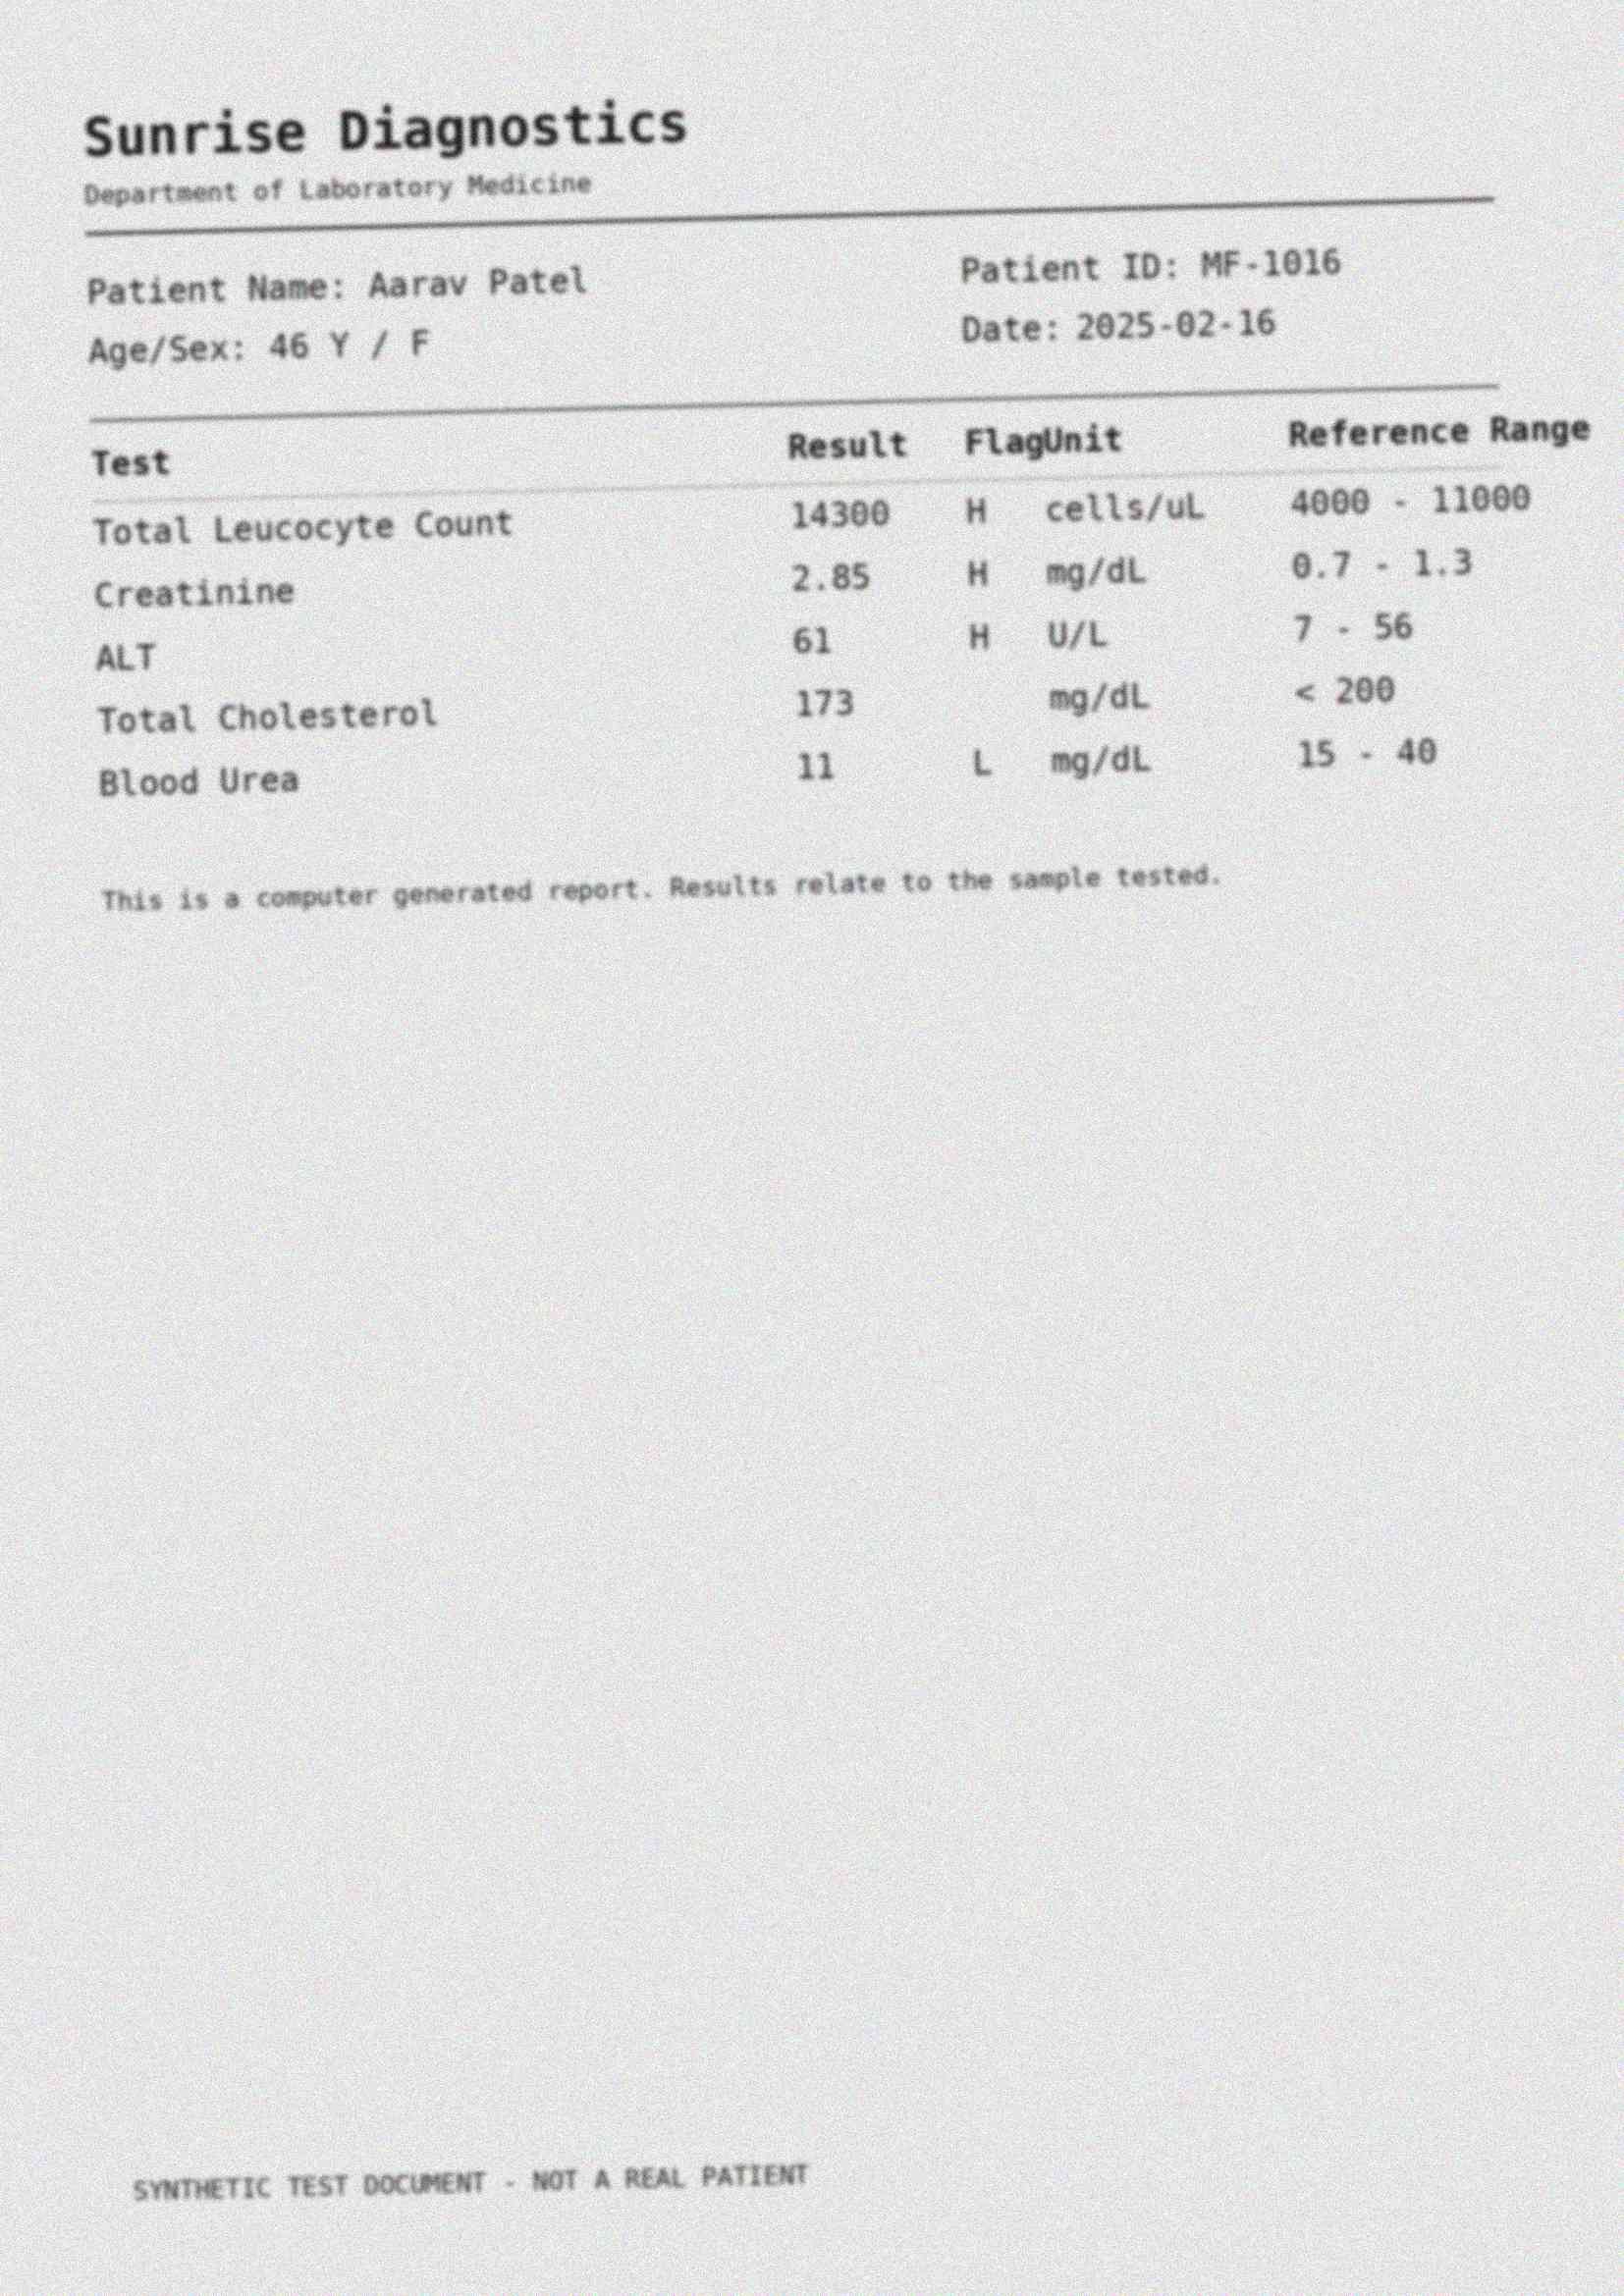 Sunrise Diagnostics
Department of Laboratory Medicine
Patient Name: Aarav Patel Patient ID: MF-1016
Age/Sex: 46 Y / F Date: 2025-02-16
Test Result Flag Unit Reference Range
Total Leucocyte Count 14300 H cells/uL 4000 - 11000
Creatinine 2.85 H mg/dL 0.7 - 1.3
ALT 61 H U/L 7 - 56
Total Cholesterol 173 mg/dL < 200
Blood Urea 11 L mg/dL 15 - 40
This is a computer generated report. Results relate to the sample tested.
SYNTHETIC TEST DOCUMENT - NOT A REAL PATIENT